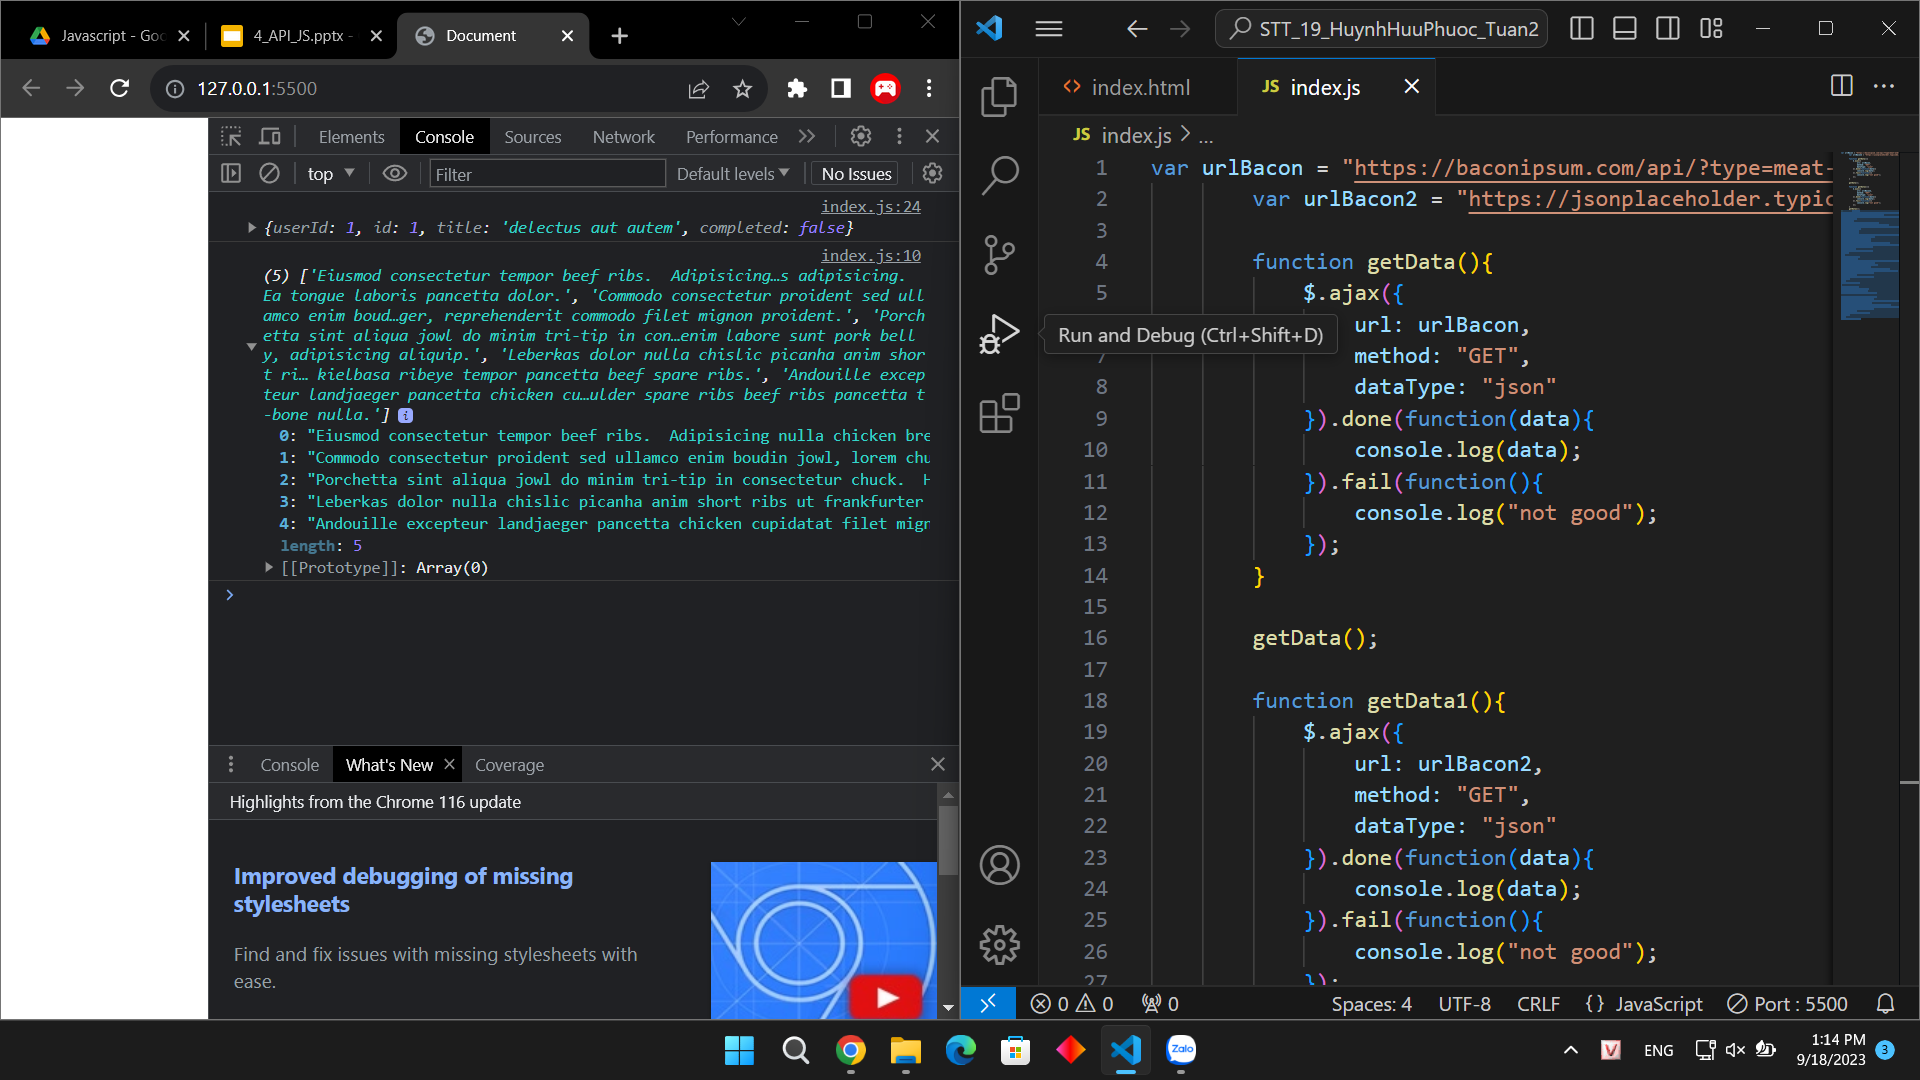 Javascript - Goo
4_API_JS.pptx -
Document
127.0.0.1:5500
Elements
Console
Sources
Network
Performance
top
Filter
Default levels
No Issues
index.js:24
{userId: 1, id: 1, title: 'delectus aut autem', completed: false}
index.js:10
(5) ['Eiusmod consectetur tempor beef ribs.  Adipisicing…s adipisicing.
Ea tongue laboris pancetta dolor.', 'Commodo consectetur proident sed ull
amco enim boud…ger, reprehenderit commodo filet mignon proident.', 'Porch
etta sint aliqua jowl do minim tri-tip in con…enim labore sunt pork bell
y, adipisicing aliquip.', 'Leberkas dolor nulla chislic picanha anim shor
t ri… kielbasa ribeye tempor pancetta beef spare ribs.', 'Andouille excep
teur landjaeger pancetta chicken cu…ulder spare ribs beef ribs pancetta t
-bone nulla.'] i
0: "Eiusmod consectetur tempor beef ribs.  Adipisicing nulla chicken bre
1: "Commodo consectetur proident sed ullamco enim boudin jowl, lorem chu
2: "Porchetta sint aliqua jowl do minim tri-tip in consectetur chuck.  H
3: "Leberkas dolor nulla chislic picanha anim short ribs ut frankfurter
4: "Andouille excepteur landjaeger pancetta chicken cupidatat filet mign
length: 5
[[Prototype]]: Array(0)
Console
What's New
Coverage
Highlights from the Chrome 116 update
Improved debugging of missing
stylesheets
Find and fix issues with missing stylesheets with
ease.
STT_19_HuynhHuuPhuoc_Tuan2
index.html
JS index.js
JS index.js > ...
1 var urlBacon = "https://baconipsum.com/api/?type=meat-
2 var urlBacon2 = "https://jsonplaceholder.typic
3
4 function getData(){
5 $.ajax({
url: urlBacon,
Run and Debug (Ctrl+Shift+D)
7 method: "GET",
8 dataType: "json"
9 }).done(function(data){
10 console.log(data);
11 }).fail(function(){
12 console.log("not good");
13 });
14 }
15
16 getData();
17
18 function getData1(){
19 $.ajax({
20 url: urlBacon2,
21 method: "GET",
22 dataType: "json"
23 }).done(function(data){
24 console.log(data);
25 }).fail(function(){
26 console.log("not good");
27 });
0 0
0
Spaces: 4
UTF-8
CRLF
{ } JavaScript
Port : 5500
Zalo
V
ENG
1:14 PM
9/18/2023
3